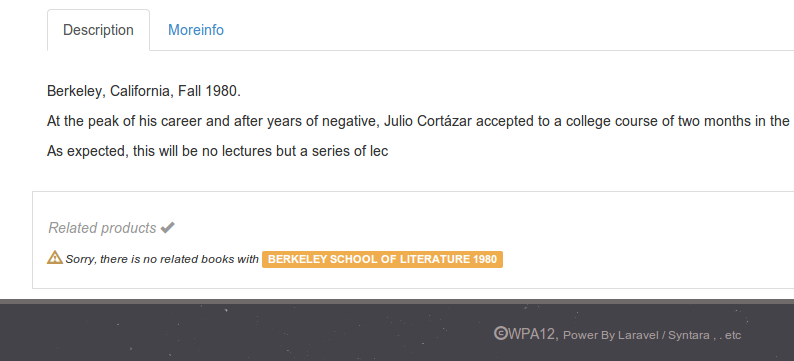 Description Moreinfo
Berkeley, California, Fall 1980.
At the peak of his career and after years of negative, Julio Cortázar accepted to a college course of two months in the
As expected, this will be no lectures but a series of lec
Related products
Sorry, there is no related books with BERKELEY SCHOOL OF LITERATURE 1980
©WPA12, Power By Laravel / Syntara , . etc